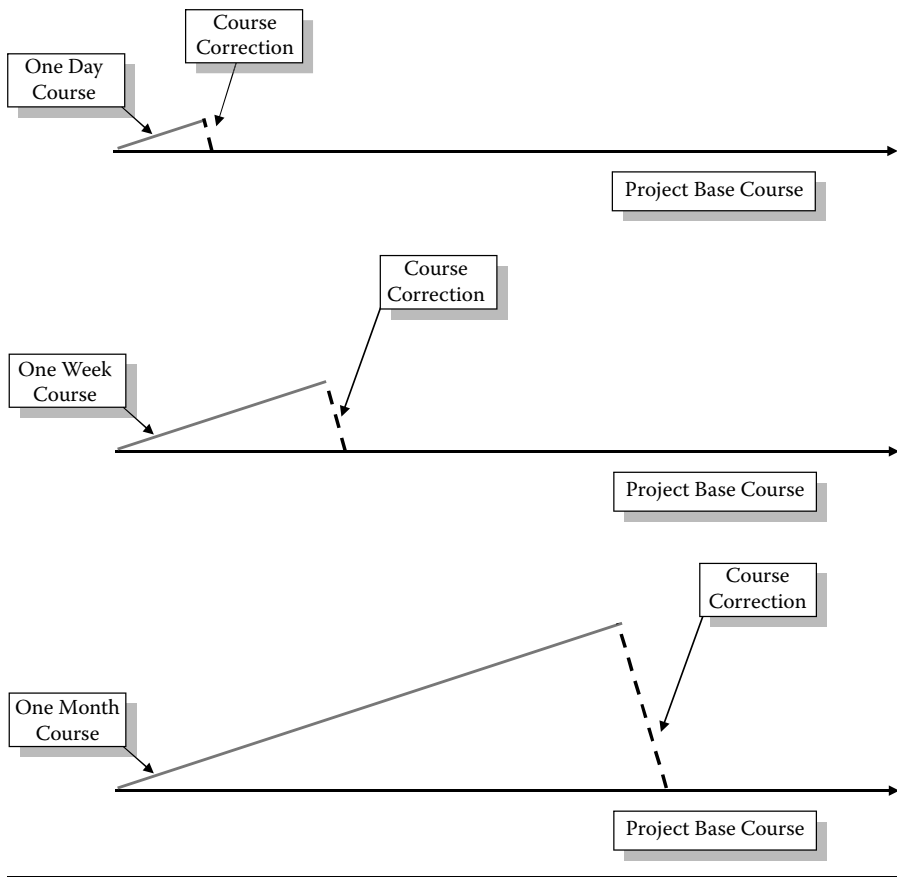 Course
Correction
One Day
Course
Project Base Course
Course
Correction
One Week
Course
Project Base Course
Course
Correction
One Month
Course
Project Base Course